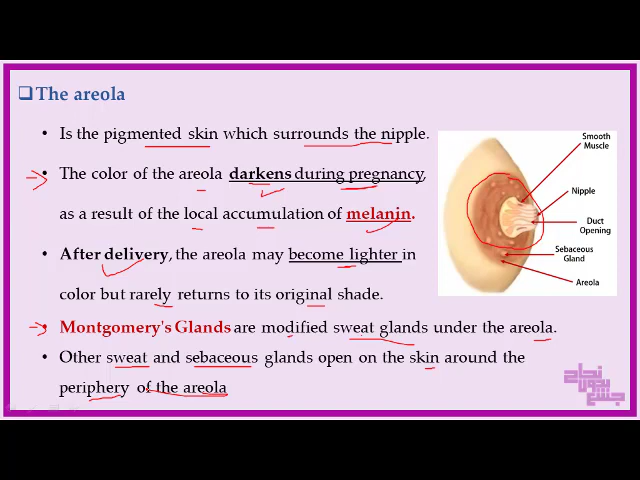 ❑The areola
• Is the pigmented skin which surrounds the nipple.
• The color of the areola darkens during pregnancy,
as a result of the local accumulation of melanin.
• After delivery, the areola may become lighter in
color but rarely returns to its original shade.
• Montgomery's Glands are modified sweat glands under the areola.
• Other sweat and sebaceous glands open on the skin around the
periphery of the areola
Smooth
Muscle
Nipple
Duct
Opening
Sebaceous
Gland
Areola
نجاح
بدون
جشع